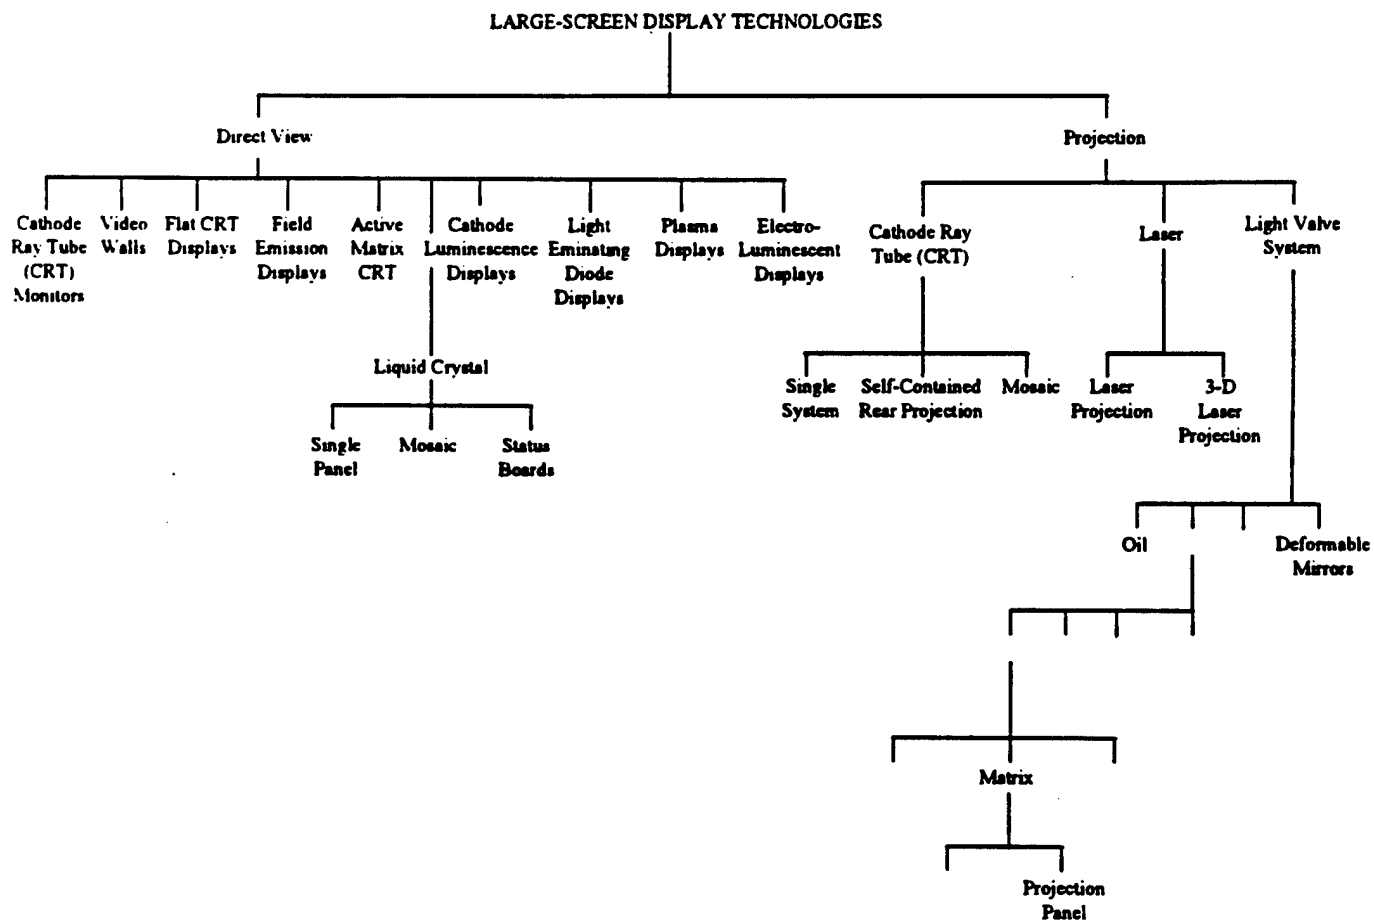 LARGE-SCREEN DISPLAY TECHNOLOGIES
Direct View
Projection
Cathode
Ray Tube
(CRT)
Monitors
Video
Walls
Flat CRT
Displays
Field
Emission
Displays
Active
Matrix
CRT
Cathode
Luminescence
Displays
Light
Eminating
Diode
Displays
Plasma
Displays
Electro-
Luminescent
Displays
Cathode Ray
Tube (CRT)
Laser
Light Valve
System
Liquid Crystal
Single
Panel
Mosaic
Status
Boards
Single
System
Self-Contained
Rear Projection
Mosaic
Laser
Projection
3-D
Laser
Projection
Oil
Deformable
Mirrors
Matrix
Projection
Panel